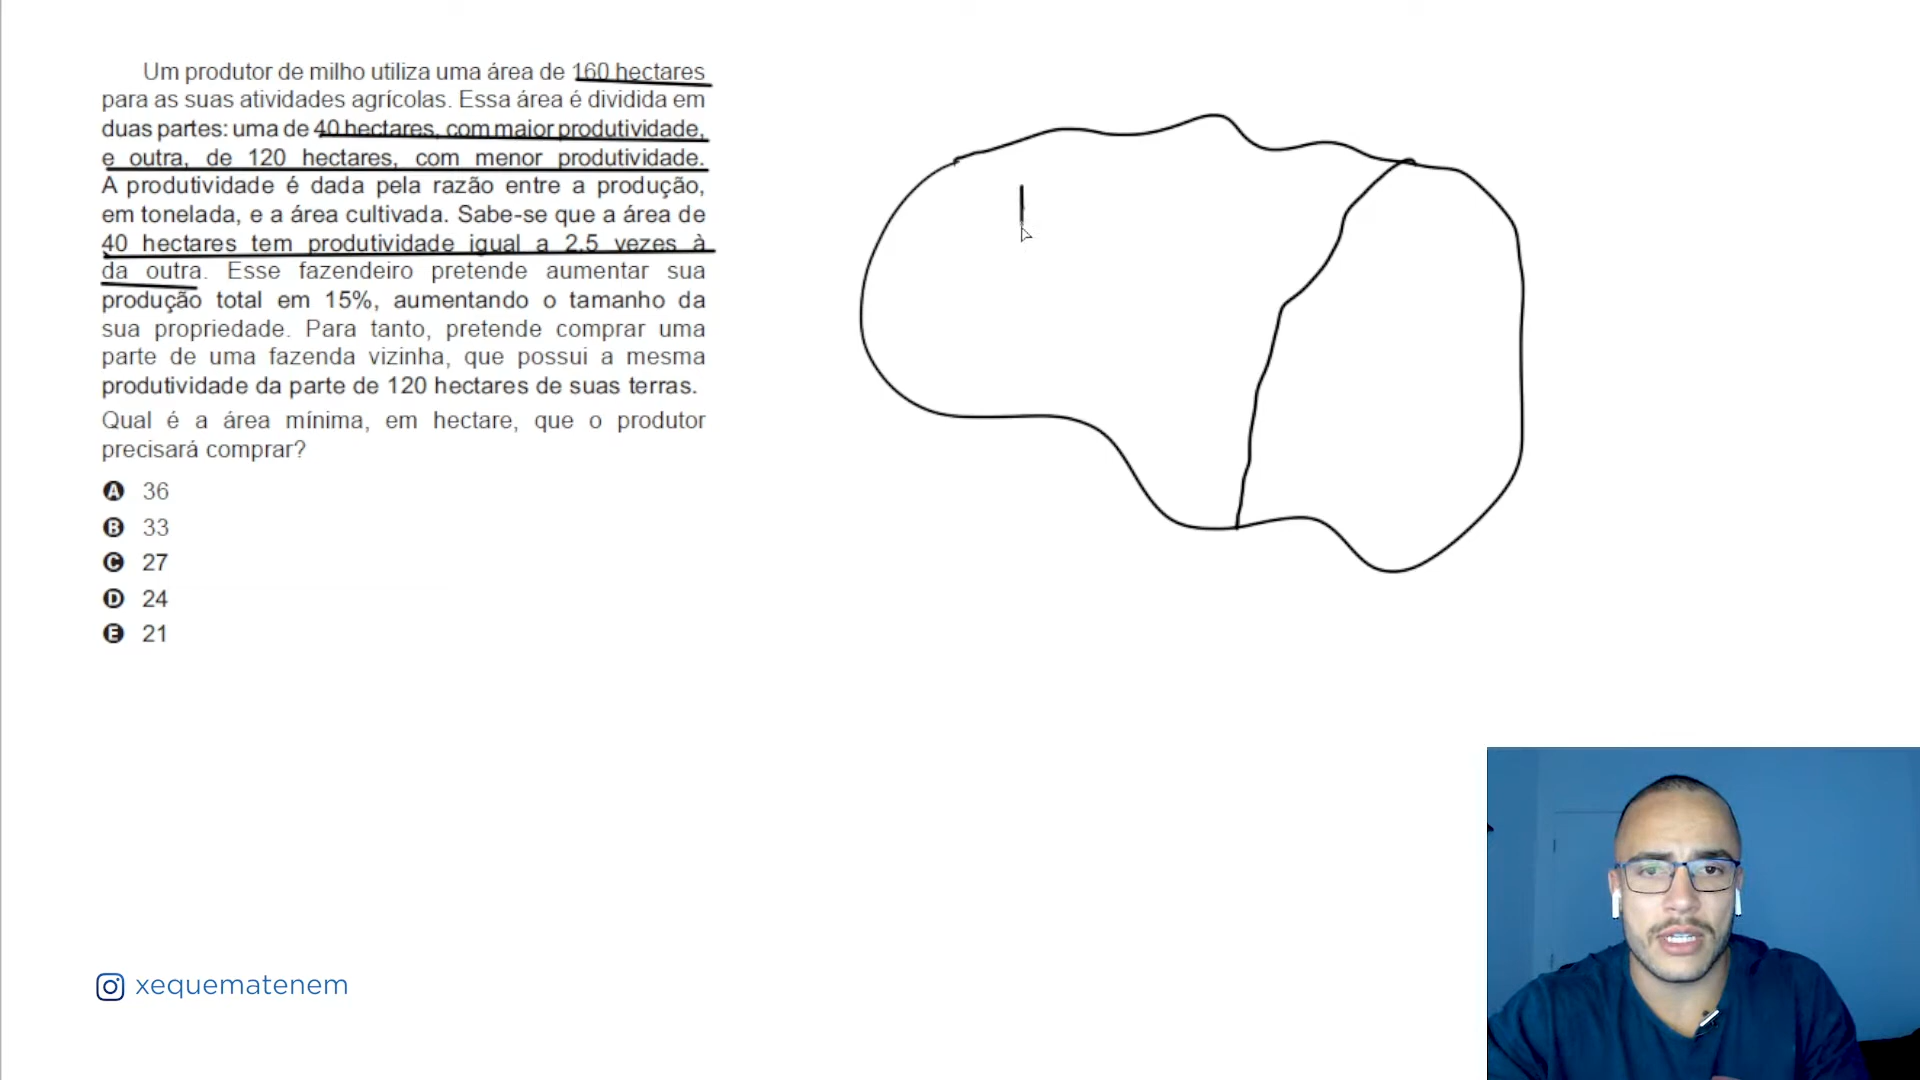 Um produtor de milho utiliza uma área de 160 hectares
para as suas atividades agrícolas. Essa área é dividida em
duas partes: uma de 40 hectares, com maior produtividade,
e outra, de 120 hectares, com menor produtividade.
A produtividade é dada pela razão entre a produção,
em tonelada, e a área cultivada. Sabe-se que a área de
40 hectares tem produtividade igual a 2,5 vezes à
da outra. Esse fazendeiro pretende aumentar sua
produção total em 15%, aumentando o tamanho da
sua propriedade. Para tanto, pretende comprar uma
parte de uma fazenda vizinha, que possui a mesma
produtividade da parte de 120 hectares de suas terras.
Qual é a área mínima, em hectare, que o produtor
precisará comprar?
A 36
B 33
C 27
D 24
E 21
xequematenem